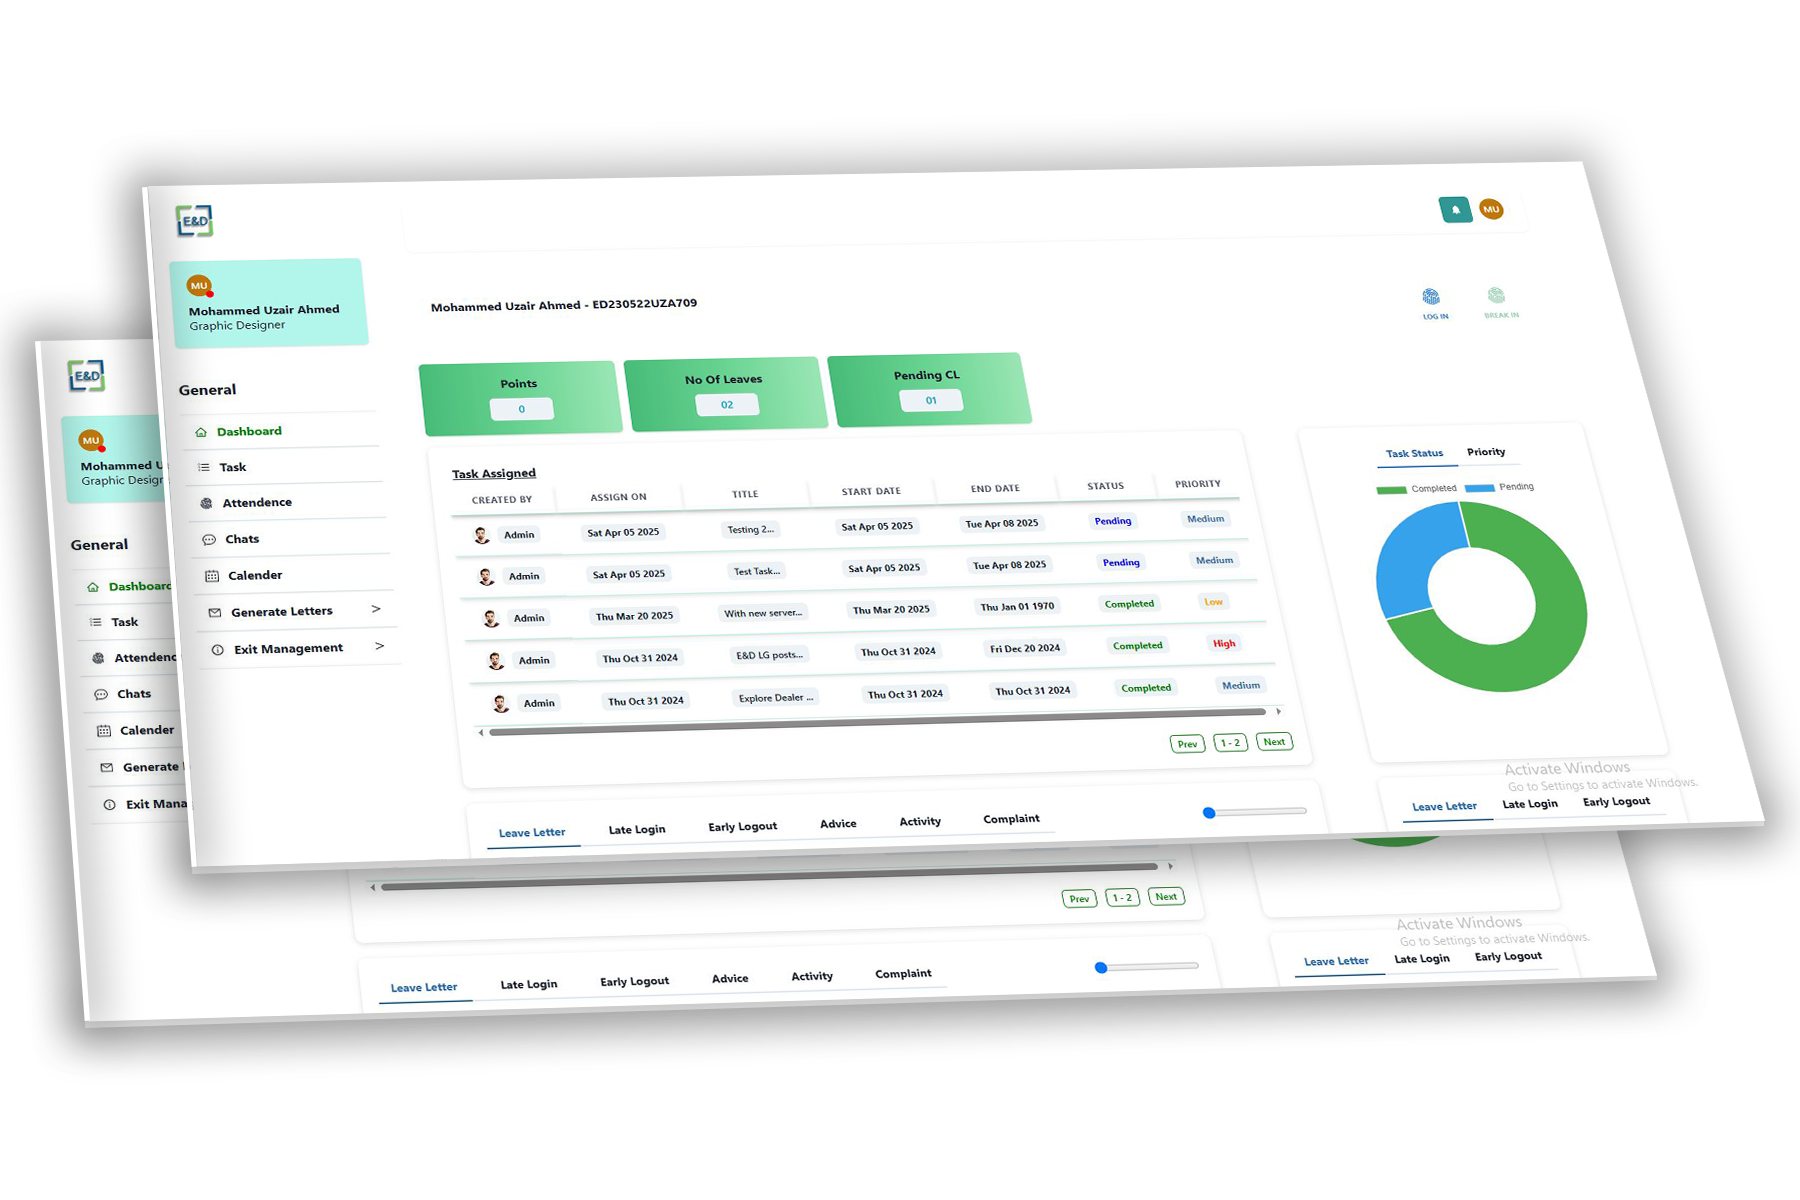 E&D
MU
MU
Mohammed Uzair Ahmed
Graphic Designer
Mohammed Uzair Ahmed - ED230522UZA709
LOG IN
BREAK IN
General
Dashboard
Task
Attendence
Chats
Calender
Generate Letters >
Exit Management >
Points
0
No Of Leaves
02
Pending CL
01
Task Assigned
CREATED BY ASSIGN ON TITLE START DATE END DATE STATUS PRIORITY
Admin Sat Apr 05 2025 Testing 2... Sat Apr 05 2025 Tue Apr 08 2025 Pending Medium
Admin Sat Apr 05 2025 Test Task... Sat Apr 05 2025 Tue Apr 08 2025 Pending Medium
Admin Thu Mar 20 2025 With new server... Thu Mar 20 2025 Thu Jan 01 1970 Completed Low
Admin Thu Oct 31 2024 E&D LG posts... Thu Oct 31 2024 Fri Dec 20 2024 Completed High
Admin Thu Oct 31 2024 Explore Dealer ... Thu Oct 31 2024 Thu Oct 31 2024 Completed Medium
Prev 1 - 2 Next
Task Status Priority
Completed Pending
Activate Windows
Go to Settings to activate Windows.
Leave Letter Late Login Early Logout Advice Activity Complaint
Leave Letter Late Login Early Logout
E&D
MU
Mohammed U
Graphic Design
General
Dashboard
Task
Attendenc
Chats
Calender
Generate
Exit Mana
Prev 1 - 2 Next
Activate Windows
Go to Settings to activate Windows.
Leave Letter Late Login Early Logout Advice Activity Complaint
Leave Letter Late Login Early Logout